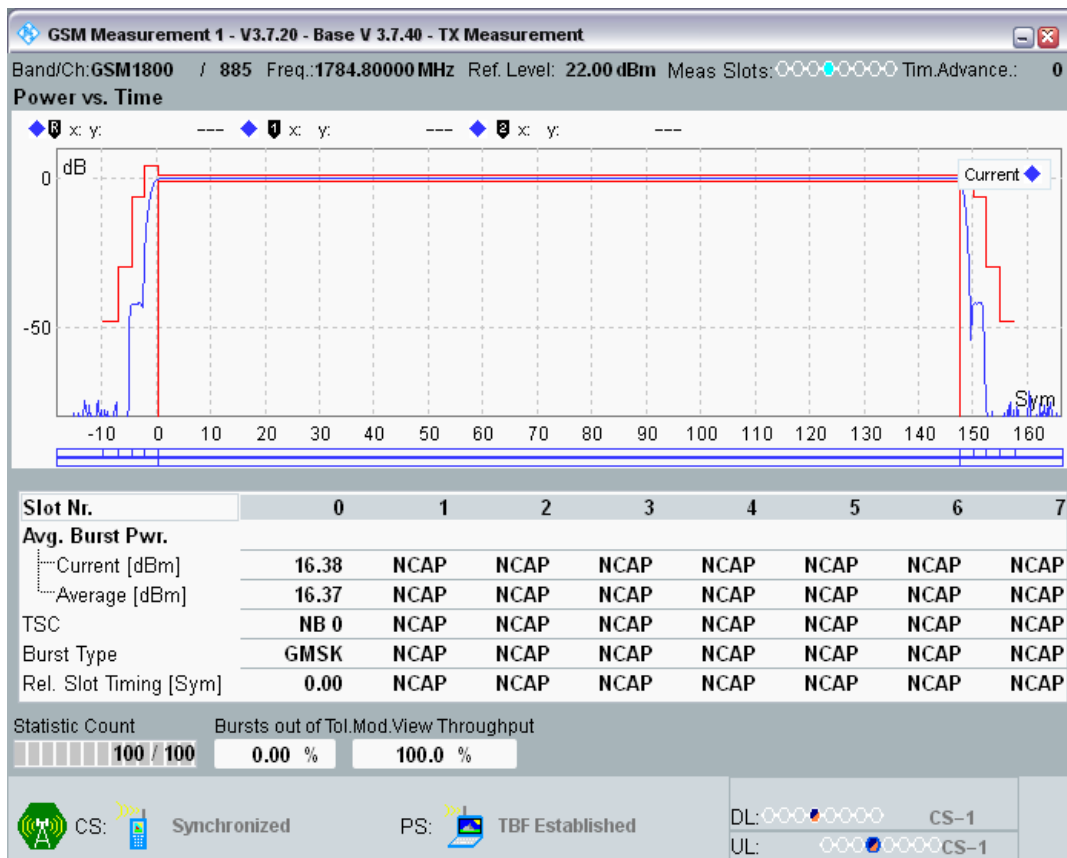 GSM Measurement 1 - V3.7.20 - Base V 3.7.40 - TX Measurement
Band/Ch:GSM1800 / 885 Freq.:1784.80000 MHz Ref. Level: 22.00 dBm Meas Slots: Tim.Advance.: 0
Power vs. Time
R x: y: --- 1 x: y: --- 2 x: y: ---
dB
0
Current
-50
Sym
-10 0 10 20 30 40 50 60 70 80 90 100 110 120 130 140 150 160
Slot Nr. 0 1 2 3 4 5 6 7
Avg. Burst Pwr.
Current [dBm] 16.38 NCAP NCAP NCAP NCAP NCAP NCAP NCAP
Average [dBm] 16.37 NCAP NCAP NCAP NCAP NCAP NCAP NCAP
TSC NB 0 NCAP NCAP NCAP NCAP NCAP NCAP NCAP
Burst Type GMSK NCAP NCAP NCAP NCAP NCAP NCAP NCAP
Rel. Slot Timing [Sym] 0.00 NCAP NCAP NCAP NCAP NCAP NCAP NCAP
Statistic Count Bursts out of Tol.Mod.View Throughput
100 / 100 0.00 % 100.0 %
CS: Synchronized PS: TBF Established
DL: CS-1
UL: CS-1